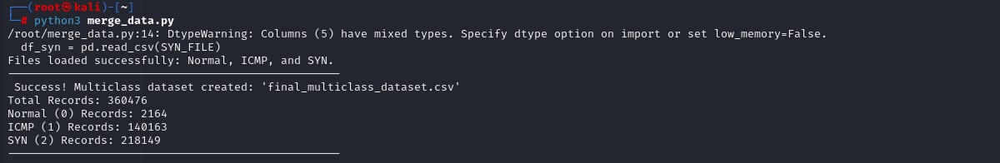 ┌──(root㉿kali)-[~]
└─# python3 merge_data.py
/root/merge_data.py:14: DtypeWarning: Columns (5) have mixed types. Specify dtype option on import or set low_memory=False.
  df_syn = pd.read_csv(SYN_FILE)
Files loaded successfully: Normal, ICMP, and SYN.
--------------------------------------------------
 Success! Multiclass dataset created: 'final_multiclass_dataset.csv'
Total Records: 360476
Normal (0) Records: 2164
ICMP (1) Records: 140163
SYN (2) Records: 218149
--------------------------------------------------